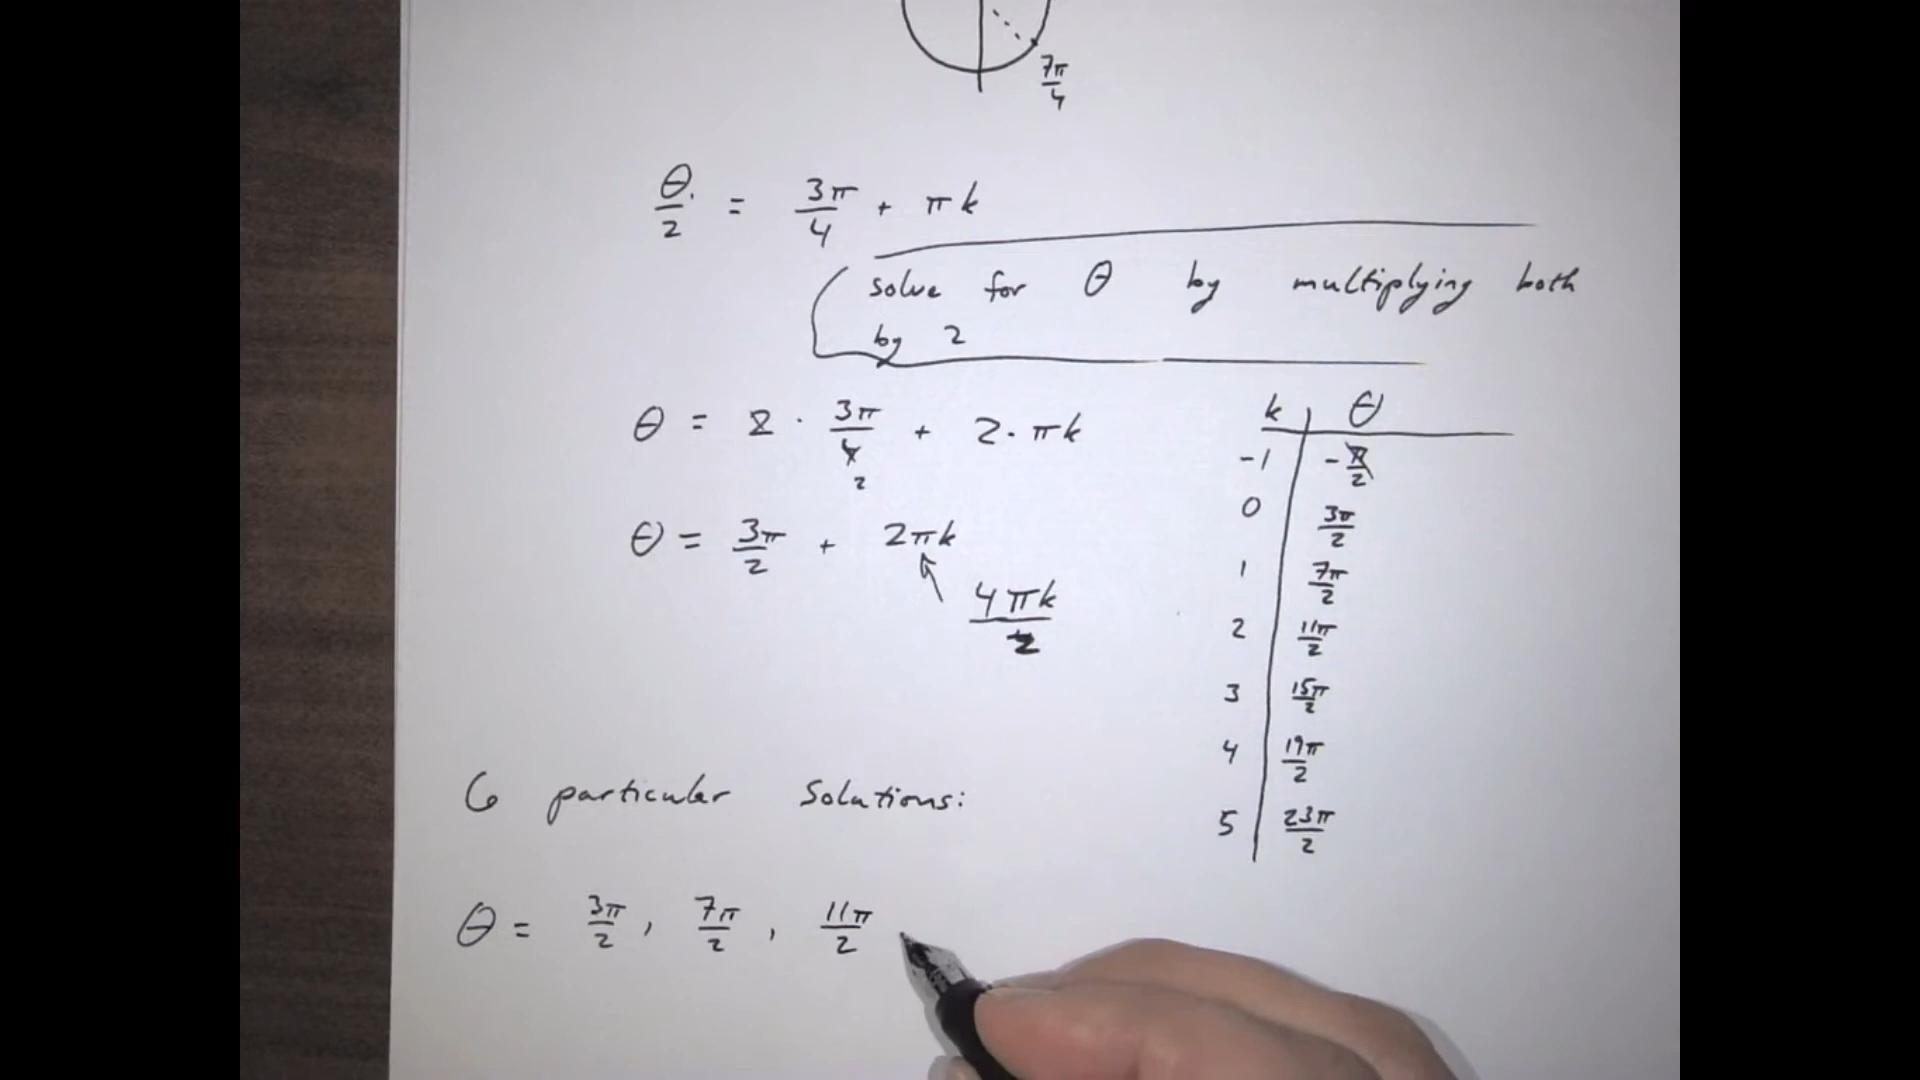 7π/4
θ/2 = 3π/4 + πk
solve for θ by multiplying both
by 2
θ = 2 · 3π/4 2 + 2 · πk
θ = 3π/2 + 2πk
4πk/2
k θ
-1 -π/2
0 3π/2
1 7π/2
2 11π/2
3 15π/2
4 19π/2
5 23π/2
6 particular solutions:
θ = 3π/2, 7π/2, 11π/2